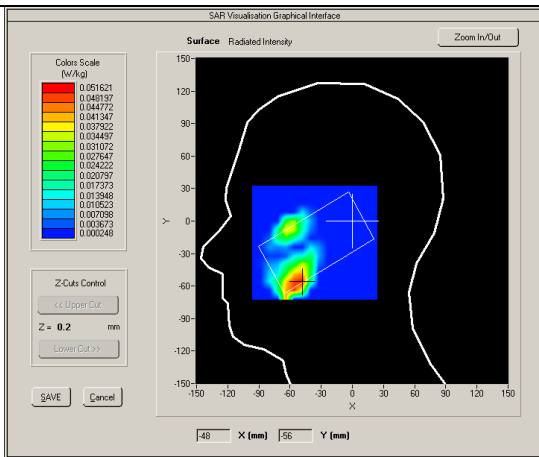 SAR Visualisation Graphical Interface
Surface Radiated Intensity
Zoom In/Out
Colors Scale
(W/kg)
0.051621
0.048197
0.044772
0.041347
0.037922
0.034497
0.031072
0.027647
0.024222
0.020797
0.017373
0.013948
0.010523
0.007098
0.003673
0.000248
Z-Cuts Control
<< Upper Cut
Z = 0.2 mm
Lower Cut >>
SAVE Cancel
150-
120-
90-
60-
30-
0-
-30-
-60-
-90-
-120-
-150-
Y
-150 -120 -90 -60 -30 0 30 60 90 120 150
X
-48 X (mm) -56 Y (mm)